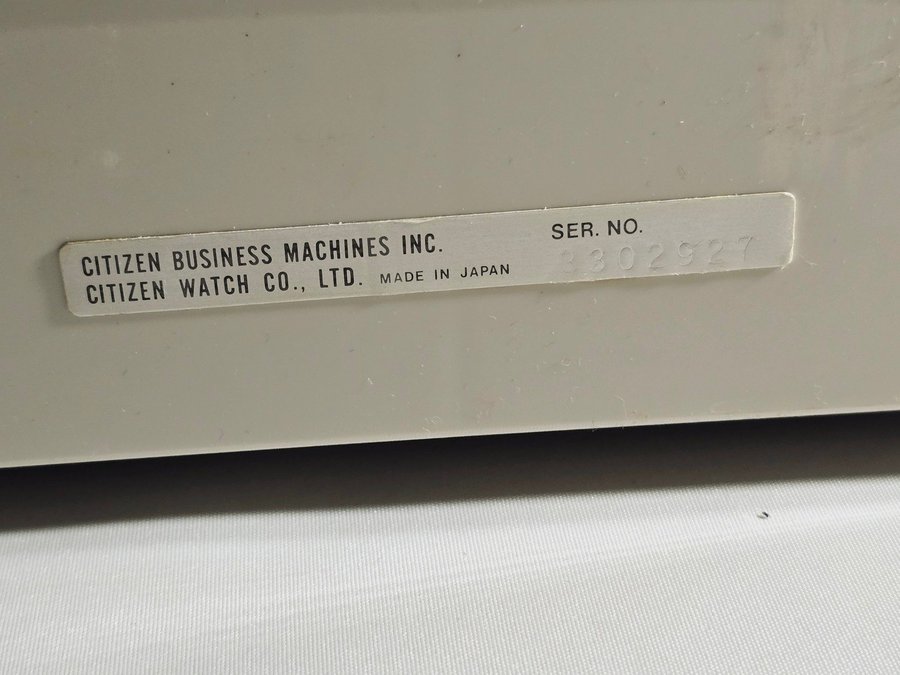 CITIZEN BUSINESS MACHINES INC.
CITIZEN WATCH CO., LTD. MADE IN JAPAN
SER. NO.
3302927